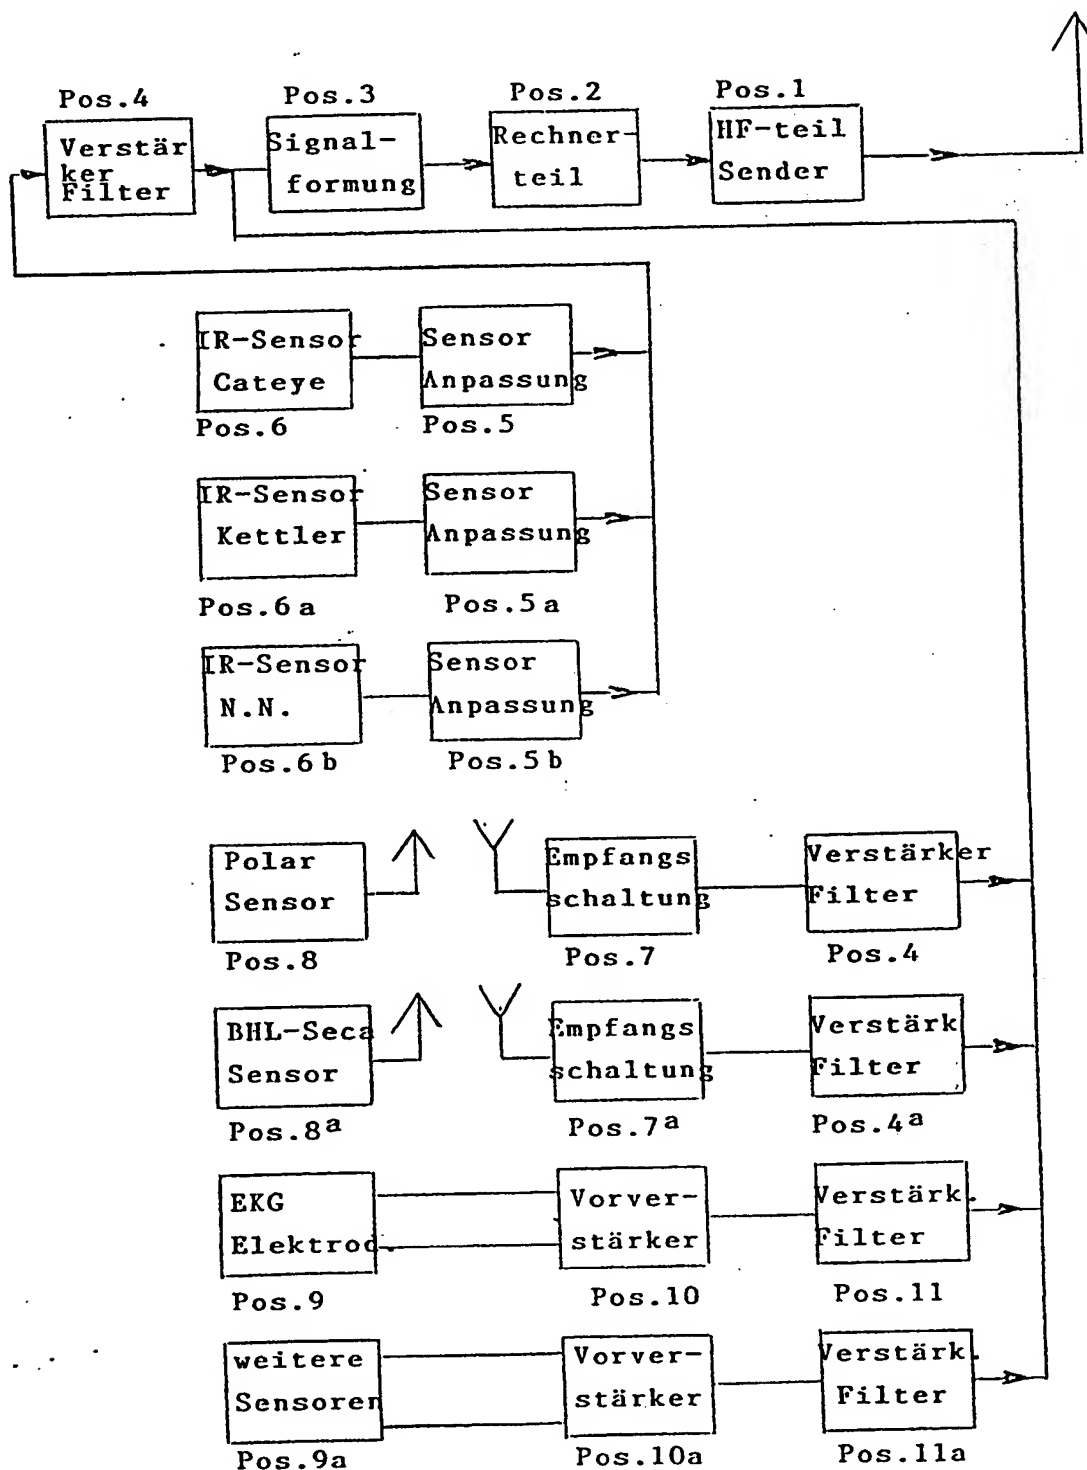 Pos.4
Pos.3
Pos.2
Pos.1
Verstär
ker
Filter
Signal-
formung
Rechner-
teil
HF-teil
Sender
IR-Sensor
Cateye
Sensor
Anpassung
Pos.6
Pos.5
IR-Sensor
Kettler
Sensor
Anpassung
Pos.6a
Pos.5a
IR-Sensor
N.N.
Sensor
Anpassung
Pos.6b
Pos.5b
Polar
Sensor
Empfangs
schaltung
Verstärker
Filter
Pos.8
Pos.7
Pos.4
BHL-Seca
Sensor
Empfangs
schaltung
Verstärk
Filter
Pos.8a
Pos.7a
Pos.4a
EKG
Elektrod.
Vorver-
stärker
Verstärk.
Filter
Pos.9
Pos.10
Pos.11
weitere
Sensoren
Vorver-
stärker
Verstärk.
Filter
Pos.9a
Pos.10a
Pos.11a